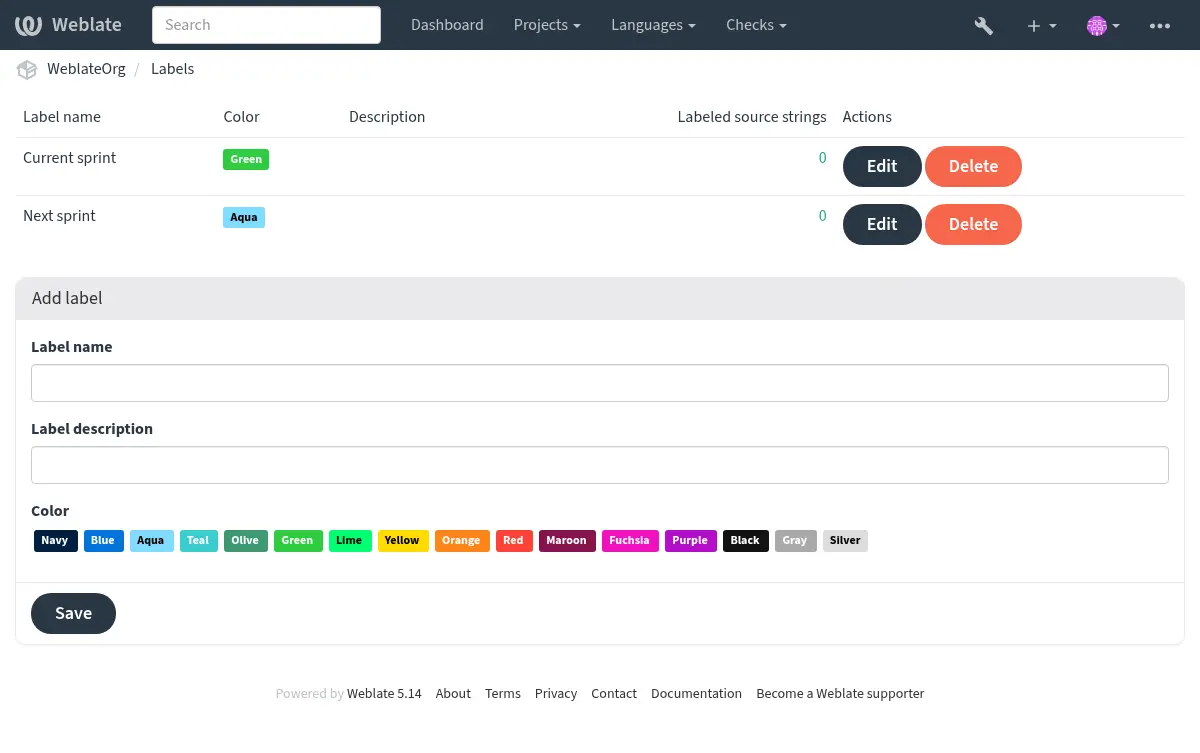 Weblate Search Dashboard Projects Languages Checks
WeblateOrg / Labels
Label name Color Description Labeled source strings Actions
Current sprint Green 0 Edit Delete
Next sprint Aqua 0 Edit Delete
Add label
Label name
Label description
Color
Navy Blue Aqua Teal Olive Green Lime Yellow Orange Red Maroon Fuchsia Purple Black Gray Silver
Save
Powered by Weblate 5.14 About Terms Privacy Contact Documentation Become a Weblate supporter